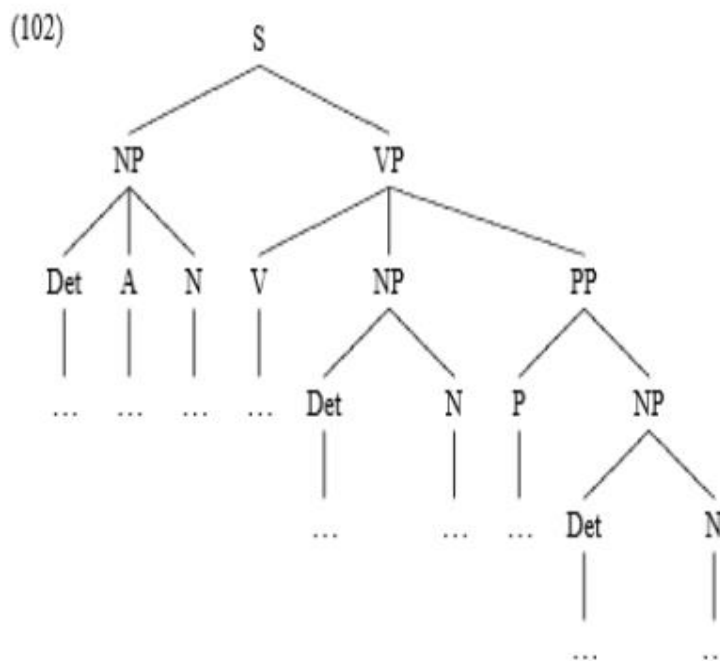 (102) S
NP VP
Det A N V NP PP
... ... ... ... Det N P NP
... ... ... Det N
... ..